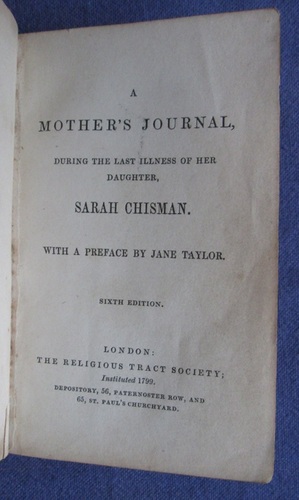 A
MOTHER'S JOURNAL,
DURING THE LAST ILLNESS OF HER
DAUGHTER,
SARAH CHISMAN.
WITH A PREFACE BY JANE TAYLOR.
SIXTH EDITION.
LONDON:
THE RELIGIOUS TRACT SOCIETY;
Instituted 1799.
DEPOSITORY, 56, PATERNOSTER ROW, AND
65, ST. PAUL'S CHURCHYARD.